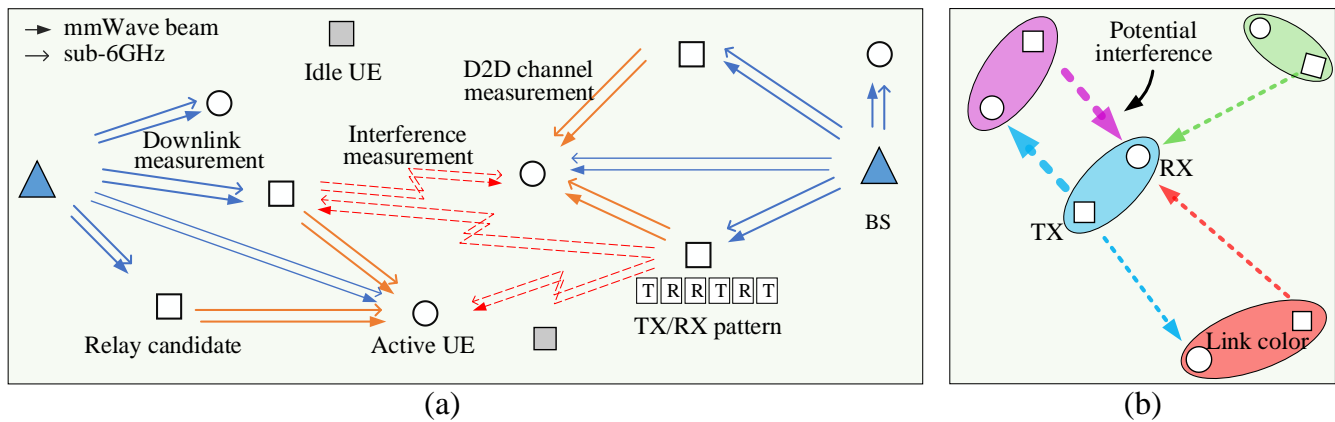 mmWave beam
sub-6GHz
Idle UE
D2D channel
measurement
Downlink
measurement
Interference
measurement
BS
T R R T R T
TX/RX pattern
Relay candidate
Active UE
(a)
Potential
interference
RX
TX
Link color
(b)